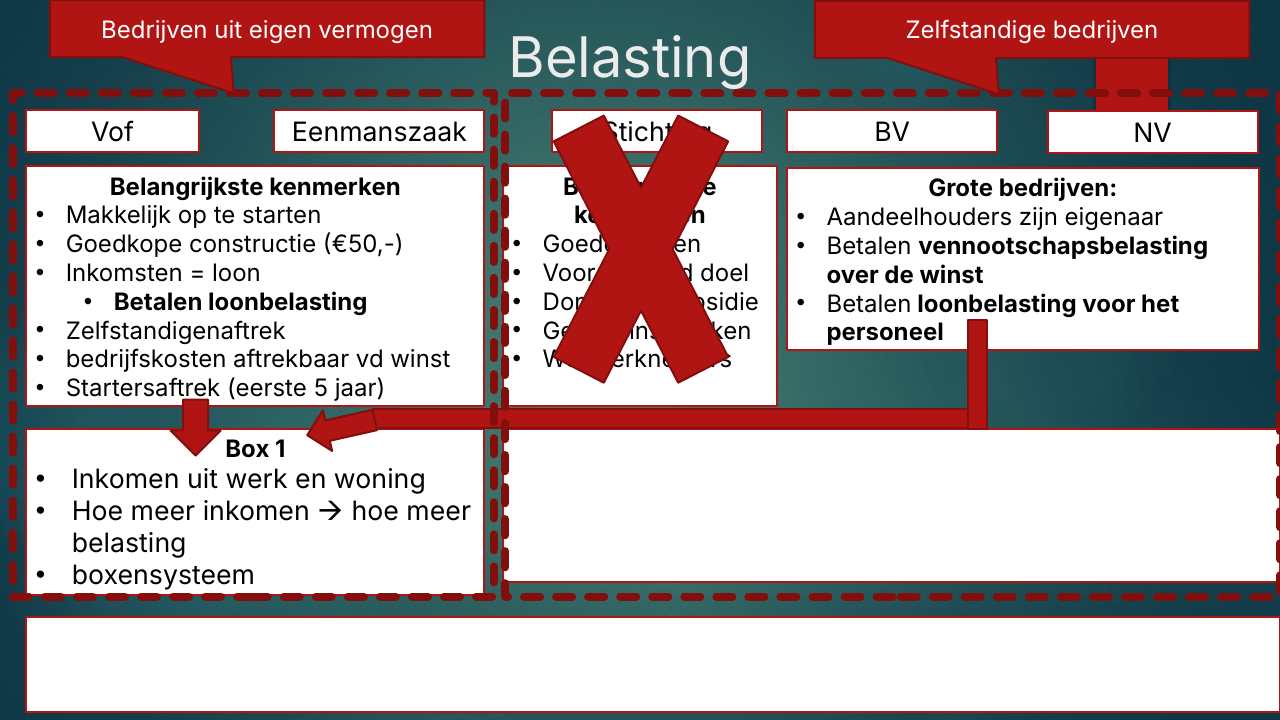 Bedrijven uit eigen vermogen
Zelfstandige bedrijven
Belasting
Vof
Eenmanszaak
BV
NV
Belangrijkste kenmerken
• Makkelijk op te starten
• Goedkope constructie (€50,-)
• Inkomsten = loon
• Betalen loonbelasting
• Zelfstandigenaftrek
• bedrijfskosten aftrekbaar vd winst
• Startersaftrek (eerste 5 jaar)
doel
Grote bedrijven:
• Aandeelhouders zijn eigenaar
• Betalen vennootschapsbelasting
over de winst
• Betalen loonbelasting voor het
personeel
Box 1
• Inkomen uit werk en woning
• Hoe meer inkomen → hoe meer
belasting
• boxensysteem